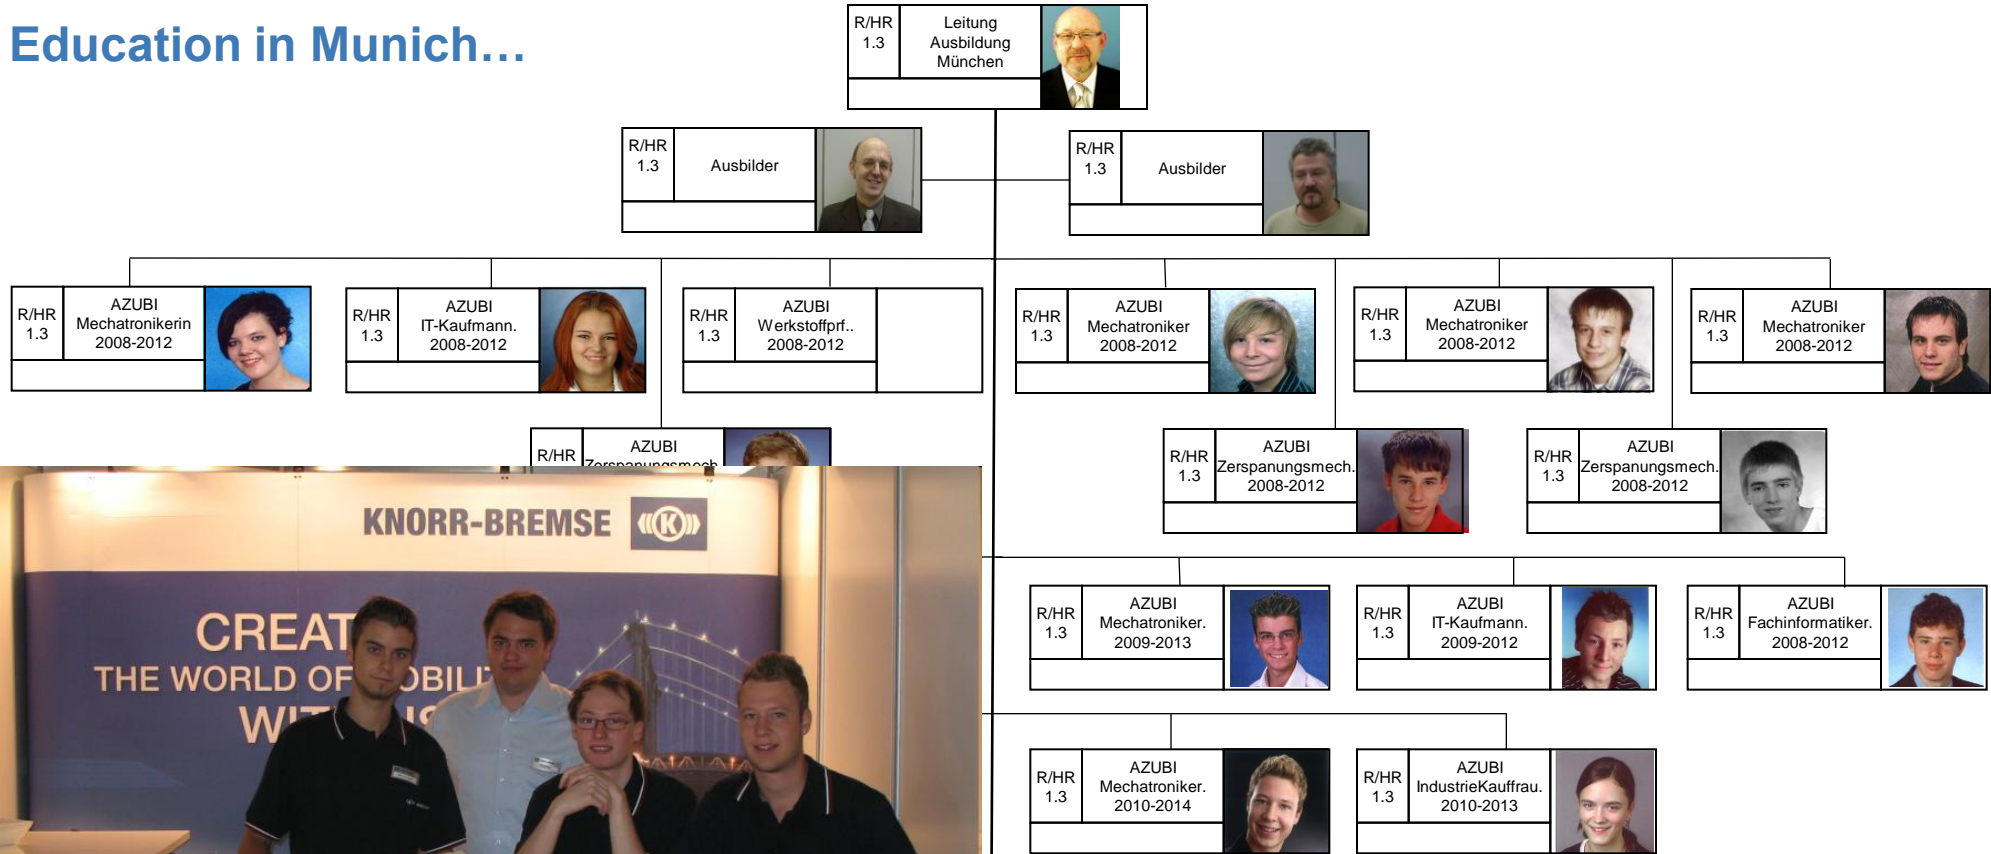 Education in Munich…
R/HR
1.3
Leitung
Ausbildung
München
R/HR
1.3
Ausbilder
R/HR
1.3
Ausbilder
R/HR
1.3
AZUBI
Mechatronikerin
2008-2012
R/HR
1.3
AZUBI
IT-Kaufmann.
2008-2012
R/HR
1.3
AZUBI
Werkstoffprf..
2008-2012
R/HR
1.3
AZUBI
Mechatroniker
2008-2012
R/HR
1.3
AZUBI
Mechatroniker
2008-2012
R/HR
1.3
AZUBI
Mechatroniker
2008-2012
R/HR
AZUBI
Zerspanungsmech.
R/HR
1.3
AZUBI
Zerspanungsmech.
2008-2012
R/HR
1.3
AZUBI
Zerspanungsmech.
2008-2012
KNORR-BREMSE ((K))
CREAT
THE WORLD OF OBILIT
WIT US
R/HR
1.3
AZUBI
Mechatroniker.
2009-2013
R/HR
1.3
AZUBI
IT-Kaufmann.
2009-2012
R/HR
1.3
AZUBI
Fachinformatiker.
2008-2012
R/HR
1.3
AZUBI
Mechatroniker.
2010-2014
R/HR
1.3
AZUBI
IndustrieKauffrau.
2010-2013